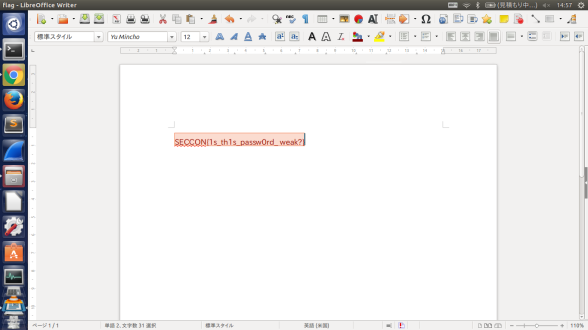 flag - LibreOffice Writer
(見積もり中...)
14:57
標準スタイル
Yu Mincho
12
SECCON{1s_th1s_passw0rd_weak?}
ページ 1 / 1
単語 2, 文字数 31 選択
標準スタイル
英語 (米国)
110%